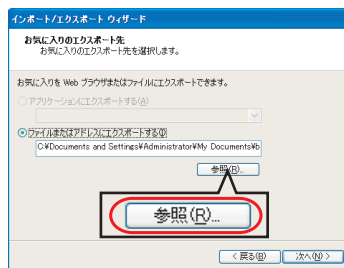 インポート/エクスポート ウィザード
お気に入りのエクスポート先
お気に入りのエクスポート先を選択します。
お気に入りを Web ブラウザまたはファイルにエクスポートできます。
アプリケーションにエクスポートする(A)
ファイルまたはアドレスにエクスポートする(F)
C:¥Documents and Settings¥Administrator¥My Documents¥b
参照(R)...
参照(R)...
< 戻る(B)
次へ(N) >